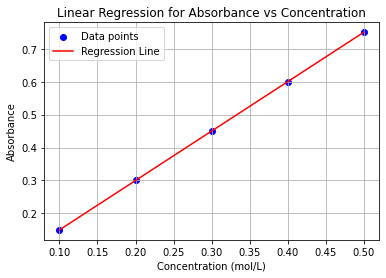 Linear Regression for Absorbance vs Concentration
Data points
Regression Line
Absorbance
0.7
0.6
0.5
0.4
0.3
0.2
0.10 0.15 0.20 0.25 0.30 0.35 0.40 0.45 0.50
Concentration (mol/L)